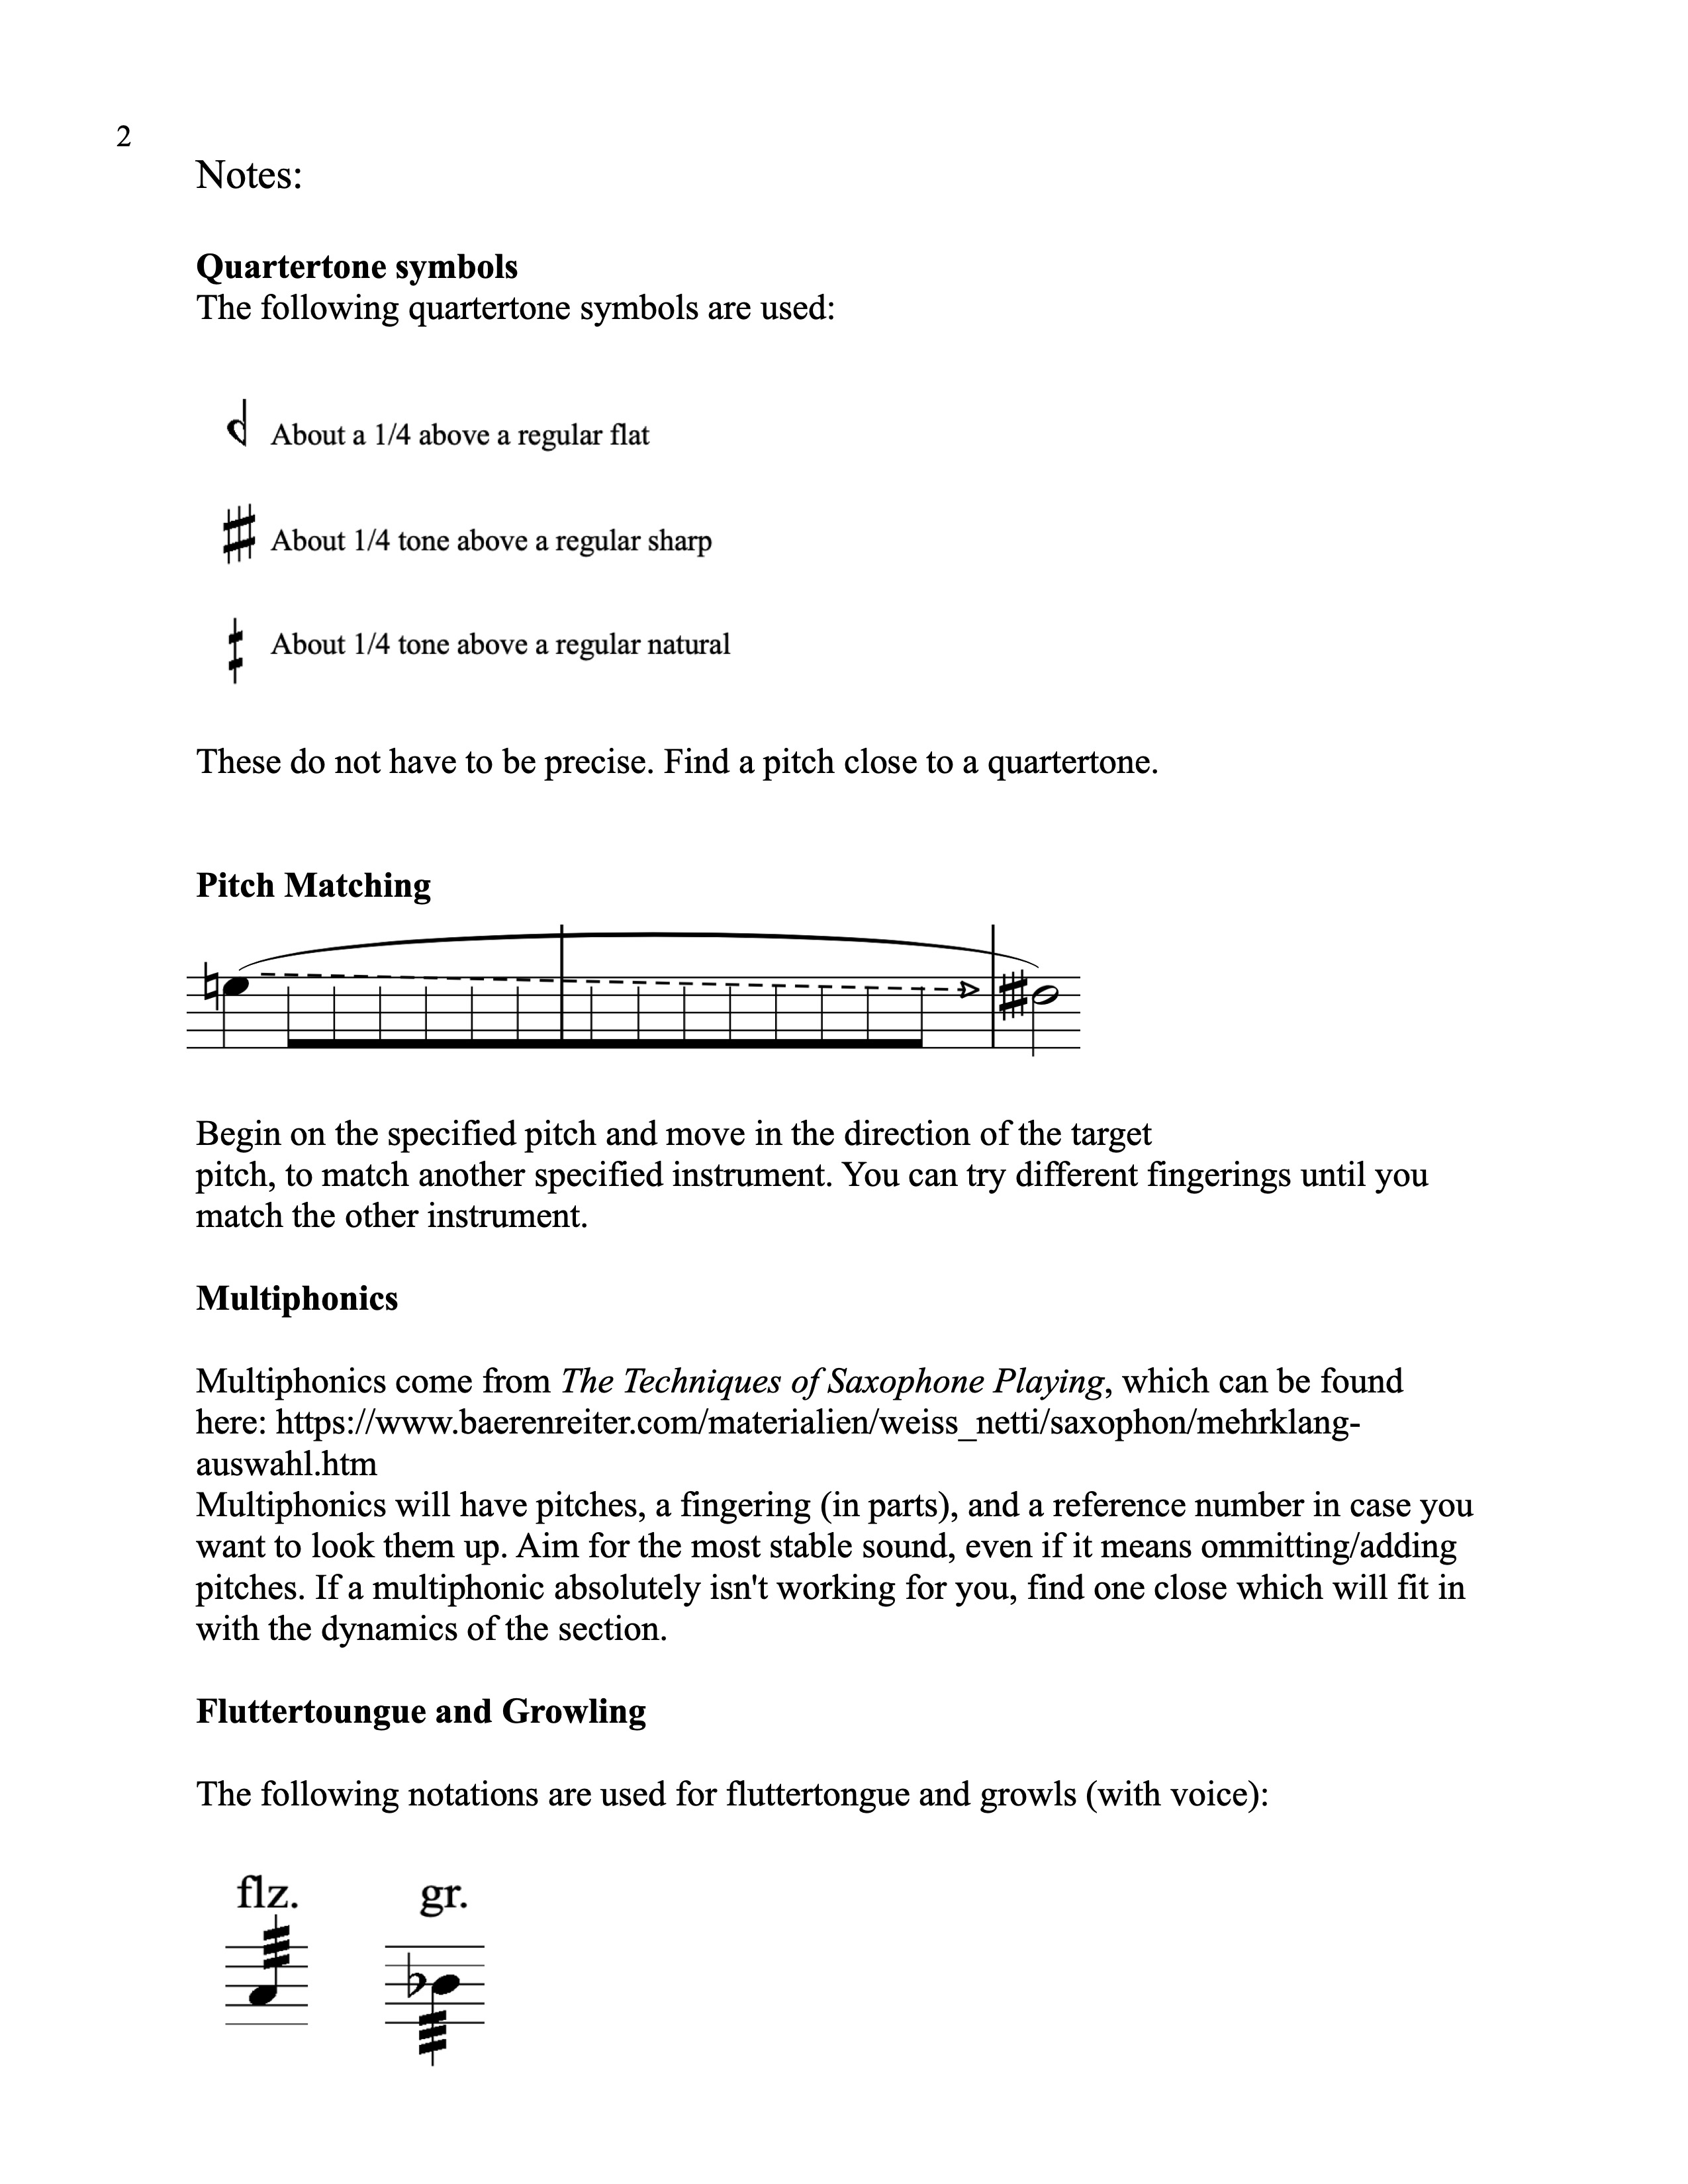 2
Notes:
Quartertone symbols
The following quartertone symbols are used:
About a 1/4 above a regular flat
About 1/4 tone above a regular sharp
About 1/4 tone above a regular natural
These do not have to be precise. Find a pitch close to a quartertone.
Pitch Matching
Begin on the specified pitch and move in the direction of the target
pitch, to match another specified instrument. You can try different fingerings until you
match the other instrument.
Multiphonics
Multiphonics come from The Techniques of Saxophone Playing, which can be found
here: https://www.baerenreiter.com/materialien/weiss_netti/saxophon/mehrklang-
auswahl.htm
Multiphonics will have pitches, a fingering (in parts), and a reference number in case you
want to look them up. Aim for the most stable sound, even if it means ommitting/adding
pitches. If a multiphonic absolutely isn't working for you, find one close which will fit in
with the dynamics of the section.
Fluttertoungue and Growling
The following notations are used for fluttertongue and growls (with voice):
flz. gr.